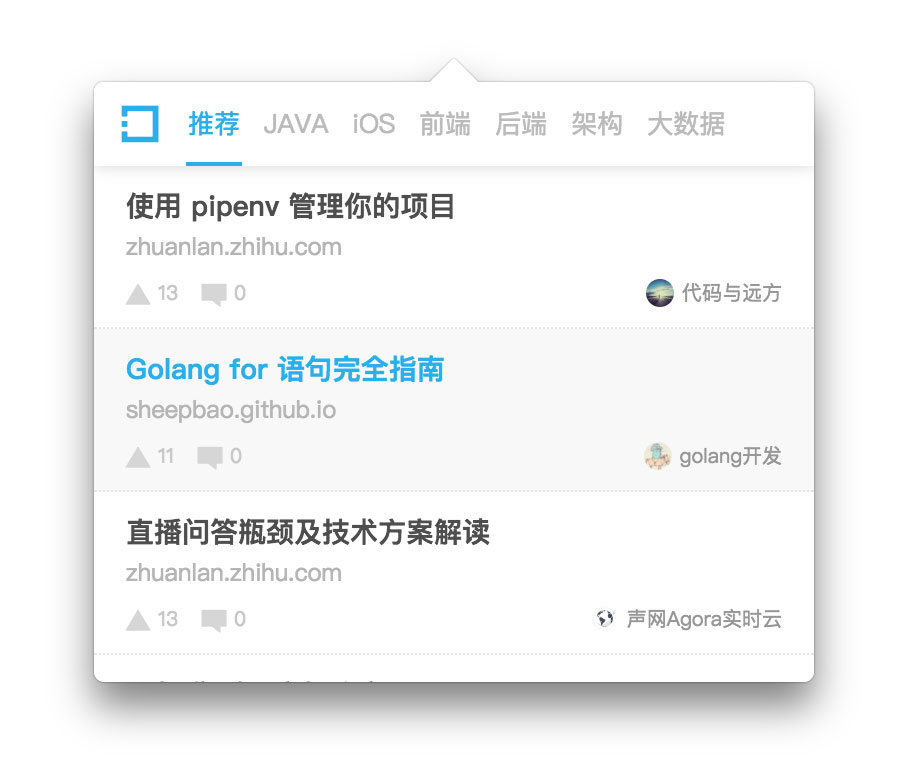 推荐 JAVA iOS 前端 后端 架构 大数据
使用 pipenv 管理你的项目
zhuanlan.zhihu.com
13 0 代码与远方
Golang for 语句完全指南
sheepbao.github.io
11 0 golang开发
直播问答瓶颈及技术方案解读
zhuanlan.zhihu.com
13 0 声网Agora实时云